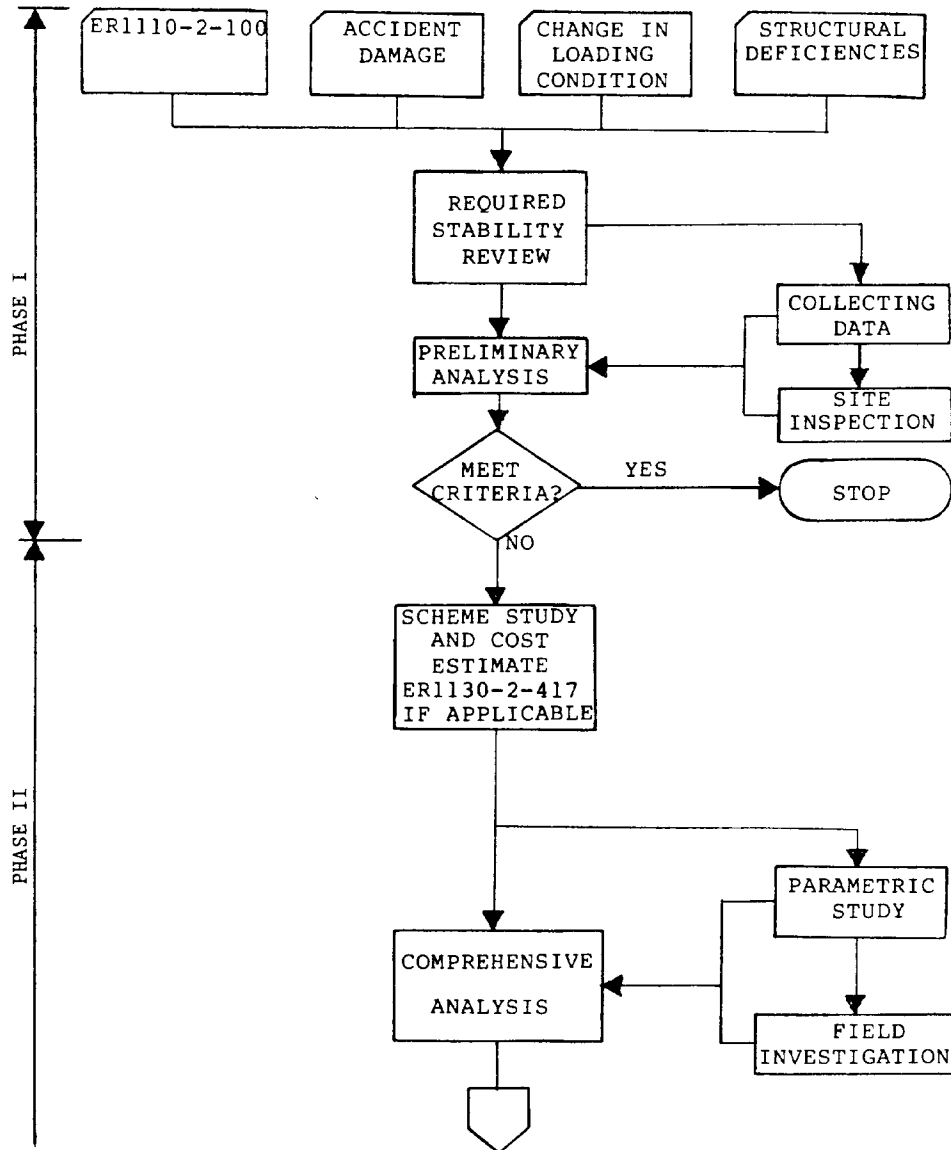 ER1110-2-100
ACCIDENT
DAMAGE
CHANGE IN
LOADING
CONDITION
STRUCTURAL
DEFICIENCIES
REQUIRED
STABILITY
REVIEW
COLLECTING
DATA
PRELIMINARY
ANALYSIS
SITE
INSPECTION
MEET
CRITERIA?
YES
STOP
NO
PHASE I
SCHEME STUDY
AND COST
ESTIMATE
ER1130-2-417
IF APPLICABLE
PARAMETRIC
STUDY
COMPREHENSIVE
ANALYSIS
FIELD
INVESTIGATION
PHASE II